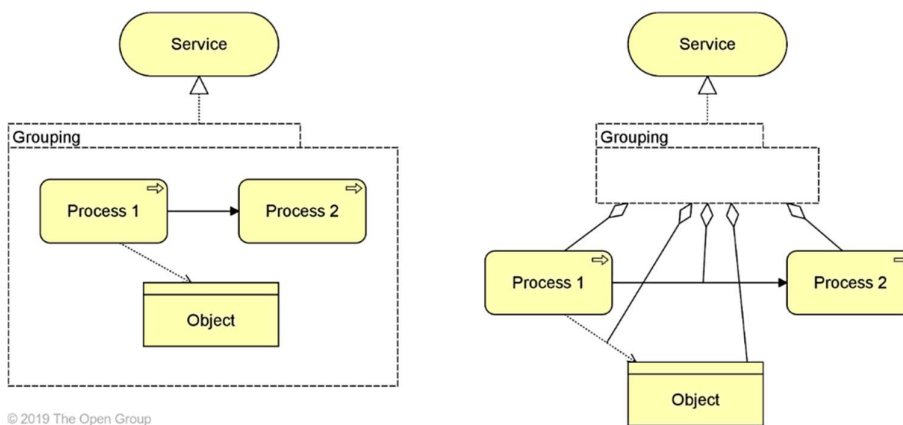 Service
Grouping
Process 1
Process 2
Object
© 2019 The Open Group
Service
Grouping
Process 1
Process 2
Object